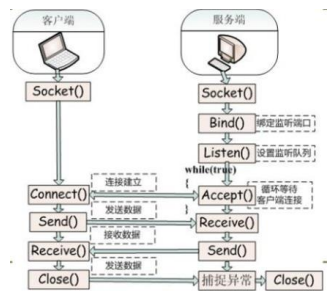 客户端 服务端
Socket() Socket()
Bind() 绑定监听端口
Listen() 设置监听队列
while(true)
{
连接建立
Connect() Accept() 循环等待
客户端连接
发送数据 }
Send() Receive()
接收数据
Receive() Send()
发送数据
Close() 捕捉异常 Close()